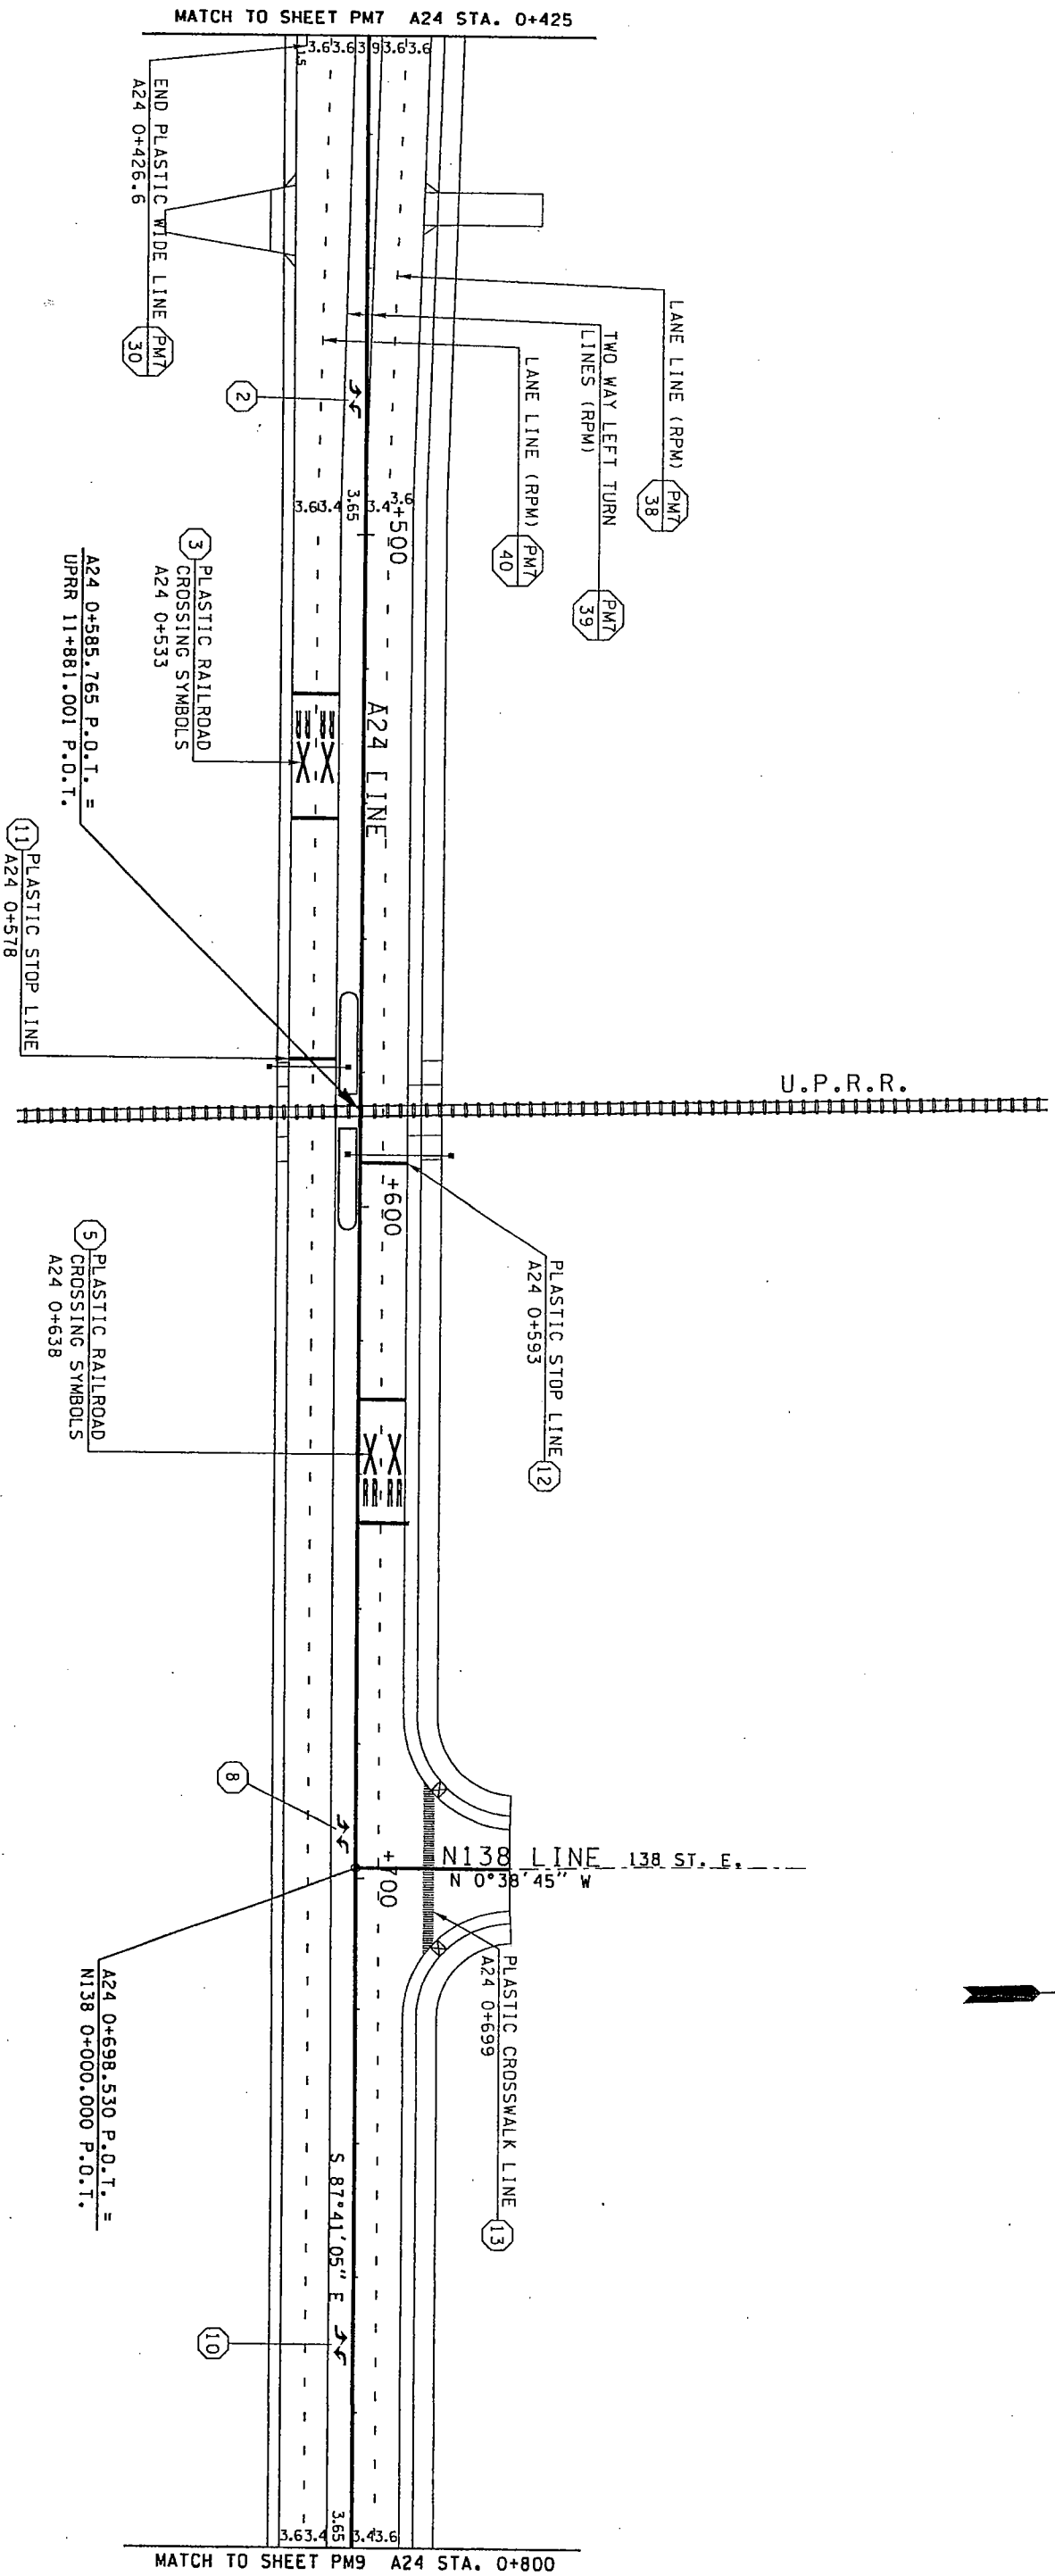 MATCH TO SHEET PM7 A24 STA. 0+425
3.6 3.6 3.9 3.6 3.6
1.5
END PLASTIC WIDE LINE
A24 0+426.6
PM7
30
LANE LINE (RPM)
PM7
38
TWO WAY LEFT TURN
LINES (RPM)
PM7
39
LANE LINE (RPM)
PM7
40
2
3.6 3.4 3.65 3.4 3.6
+500
3
PLASTIC RAILROAD
CROSSING SYMBOLS
A24 0+533
RR RR
A24 LINE
A24 0+585.765 P.O.T. =
UPRR 11+881.001 P.O.T.
11
PLASTIC STOP LINE
A24 0+578
U.P.R.R.
+600
PLASTIC STOP LINE
A24 0+593
12
5
PLASTIC RAILROAD
CROSSING SYMBOLS
A24 0+638
RR RR
8
+700
N138 LINE 138 ST. E.
N 0°38'45" W
A24 0+698.530 P.O.T. =
N138 0+000.000 P.O.T.
PLASTIC CROSSWALK LINE
A24 0+699
13
S 87°41'05" E
10
3.6 3.4 3.65 3.4 3.6
MATCH TO SHEET PM9 A24 STA. 0+800